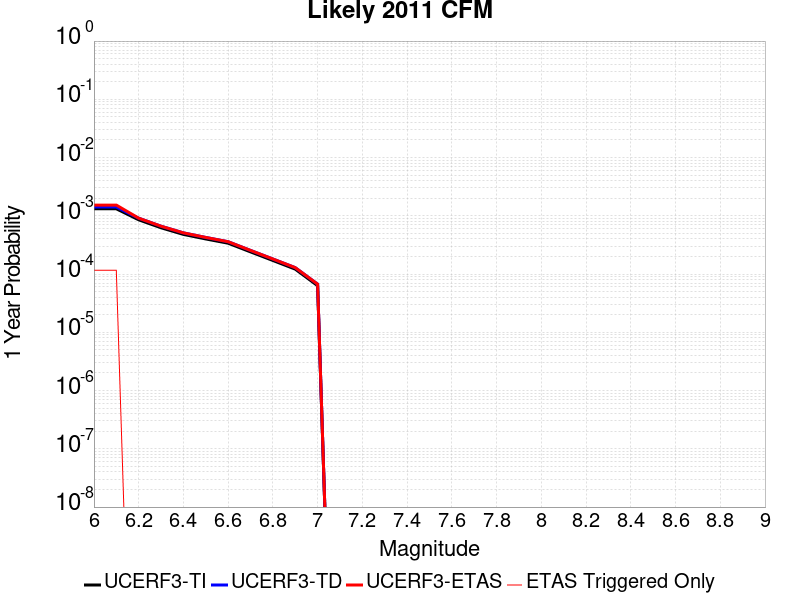 Likely 2011 CFM
1 Year Probability
10^0
10^-1
10^-2
10^-3
10^-4
10^-5
10^-6
10^-7
10^-8
6 6.2 6.4 6.6 6.8 7 7.2 7.4 7.6 7.8 8 8.2 8.4 8.6 8.8 9
Magnitude
UCERF3-TI UCERF3-TD UCERF3-ETAS ETAS Triggered Only